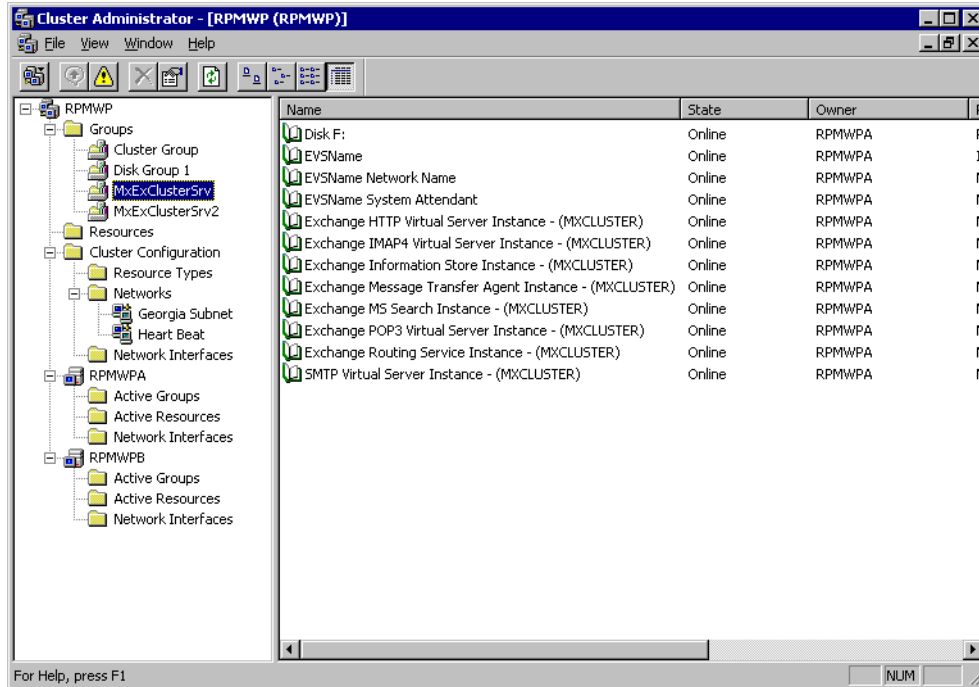 Cluster Administrator - [RPMWP (RPMWP)]
File View Window Help
RPMWP
Groups
Cluster Group
Disk Group 1
MxExClusterSrv
MxExClusterSrv2
Resources
Cluster Configuration
Resource Types
Networks
Georgia Subnet
Heart Beat
Network Interfaces
RPMWPA
Active Groups
Active Resources
Network Interfaces
RPMWPB
Active Groups
Active Resources
Network Interfaces
Name State Owner
Disk F: Online RPMWPA
EVSName Online RPMWPA
EVSName Network Name Online RPMWPA
EVSName System Attendant Online RPMWPA
Exchange HTTP Virtual Server Instance - (MXCLUSTER) Online RPMWPA
Exchange IMAP4 Virtual Server Instance - (MXCLUSTER) Online RPMWPA
Exchange Information Store Instance - (MXCLUSTER) Online RPMWPA
Exchange Message Transfer Agent Instance - (MXCLUSTER) Online RPMWPA
Exchange MS Search Instance - (MXCLUSTER) Online RPMWPA
Exchange POP3 Virtual Server Instance - (MXCLUSTER) Online RPMWPA
Exchange Routing Service Instance - (MXCLUSTER) Online RPMWPA
SMTP Virtual Server Instance - (MXCLUSTER) Online RPMWPA
For Help, press F1 NUM